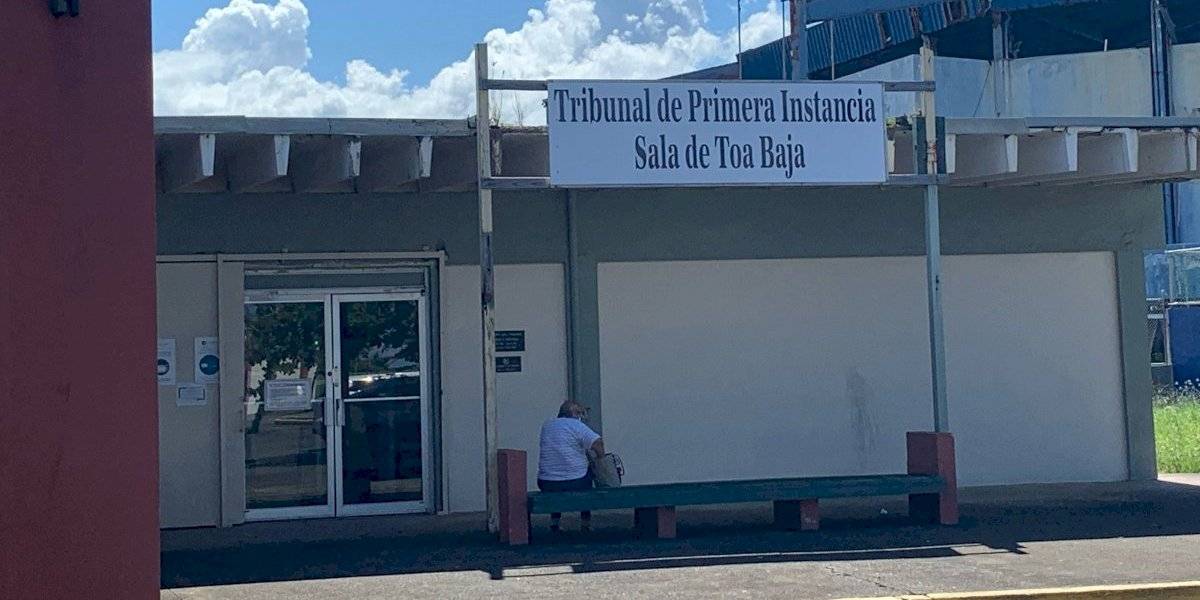 Tribunal de Primera Instancia
Sala de Toa Baja